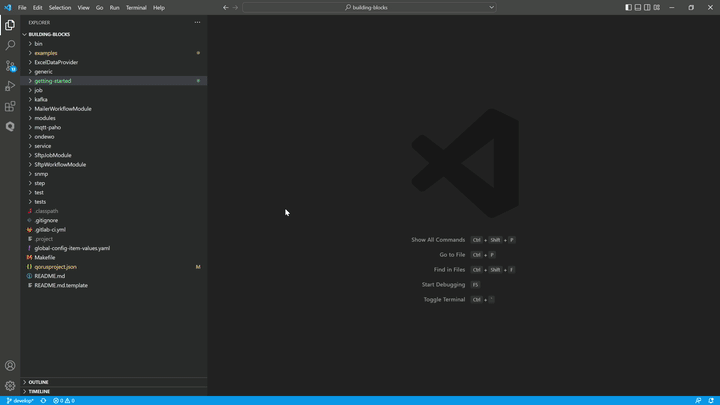 File Edit Selection View Go Run Terminal Help
building-blocks
EXPLORER
BUILDING-BLOCKS
bin
examples
ExcelDataProvider
generic
getting-started
job
kafka
MailerWorkflowModule
modules
mqtt-paho
ondewo
service
SftpJobModule
SftpWorkflowModule
snmp
step
test
tests
.classpath
.gitignore
.gitlab-ci.yml
.project
global-config-item-values.yaml
Makefile
qorusproject.json M
README.md
README.md.template
Show All Commands Ctrl + Shift + P
Go to File Ctrl + P
Find in Files Ctrl + Shift + F
Start Debugging F5
Toggle Terminal Ctrl + `
OUTLINE
TIMELINE
develop* 0 0